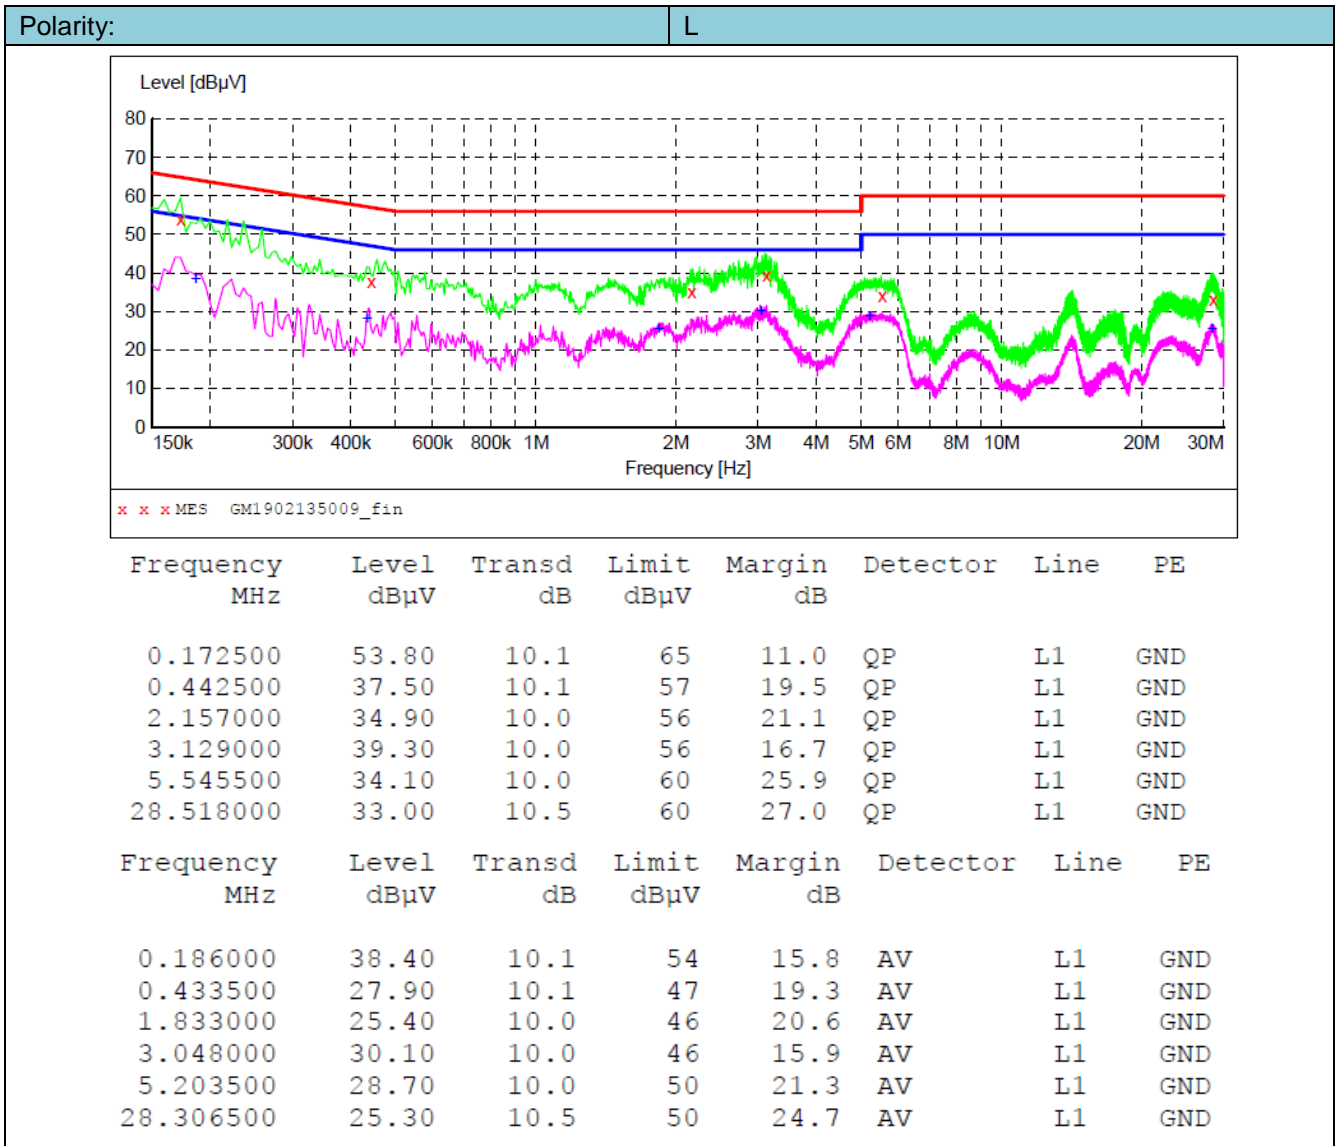 Polarity: L
Level [dBµV]
80
70
60
50
40
30
20
10
0
150k 300k 400k 600k 800k 1M 2M 3M 4M 5M 6M 8M 10M 20M 30M
Frequency [Hz]
x x x MES GM1902135009_fin
Frequency Level Transd Limit Margin Detector Line PE
MHz dBµV dB dBµV dB
0.172500 53.80 10.1 65 11.0 QP L1 GND
0.442500 37.50 10.1 57 19.5 QP L1 GND
2.157000 34.90 10.0 56 21.1 QP L1 GND
3.129000 39.30 10.0 56 16.7 QP L1 GND
5.545500 34.10 10.0 60 25.9 QP L1 GND
28.518000 33.00 10.5 60 27.0 QP L1 GND
Frequency Level Transd Limit Margin Detector Line PE
MHz dBµV dB dBµV dB
0.186000 38.40 10.1 54 15.8 AV L1 GND
0.433500 27.90 10.1 47 19.3 AV L1 GND
1.833000 25.40 10.0 46 20.6 AV L1 GND
3.048000 30.10 10.0 46 15.9 AV L1 GND
5.203500 28.70 10.0 50 21.3 AV L1 GND
28.306500 25.30 10.5 50 24.7 AV L1 GND